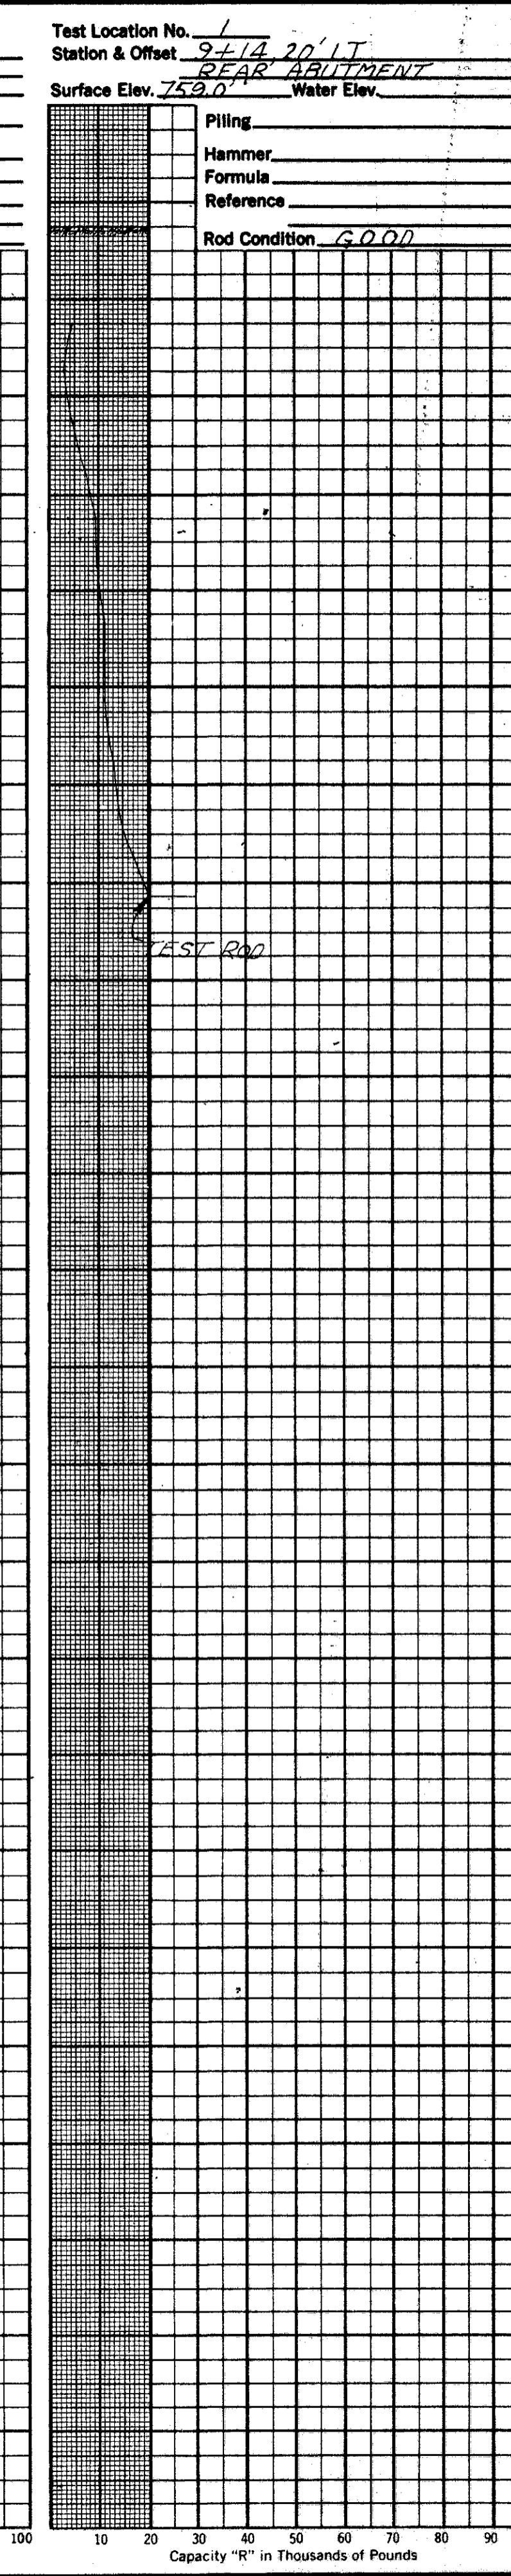 Test Location No. 1
Station & Offset 9+14, 20' LT
REAR ABUTMENT
Surface Elev. 759.0' Water Elev.
Piling
Hammer
Formula
Reference
Rod Condition GOOD
TEST ROD
100 10 20 30 40 50 60 70 80 90
Capacity "R" in Thousands of Pounds